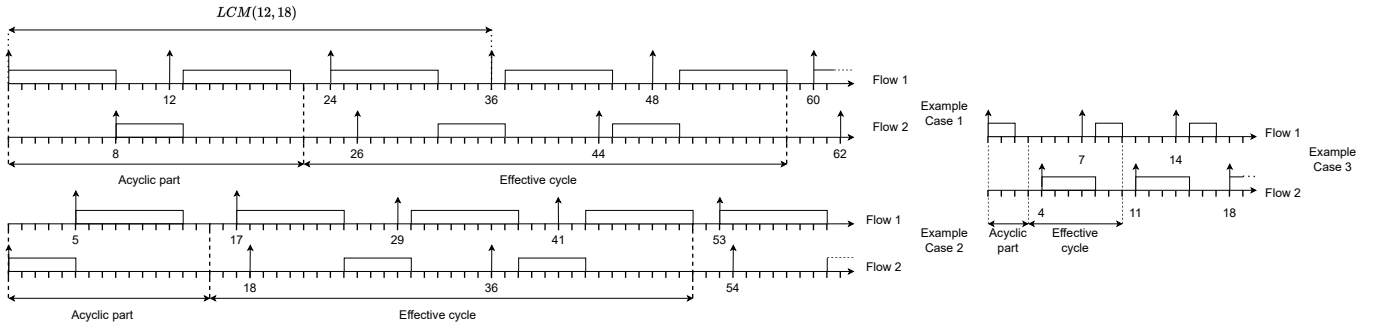 LCM(12, 18)
Flow 1
12
24
36
48
60
Flow 2
8
26
44
62
Acyclic part
Effective cycle
Example
Case 1
Flow 1
5
17
29
41
53
Flow 2
18
36
54
Acyclic part
Effective cycle
Example
Case 2
Flow 1
7
14
Flow 2
4
11
18
Acyclic
part
Effective
cycle
Example
Case 3